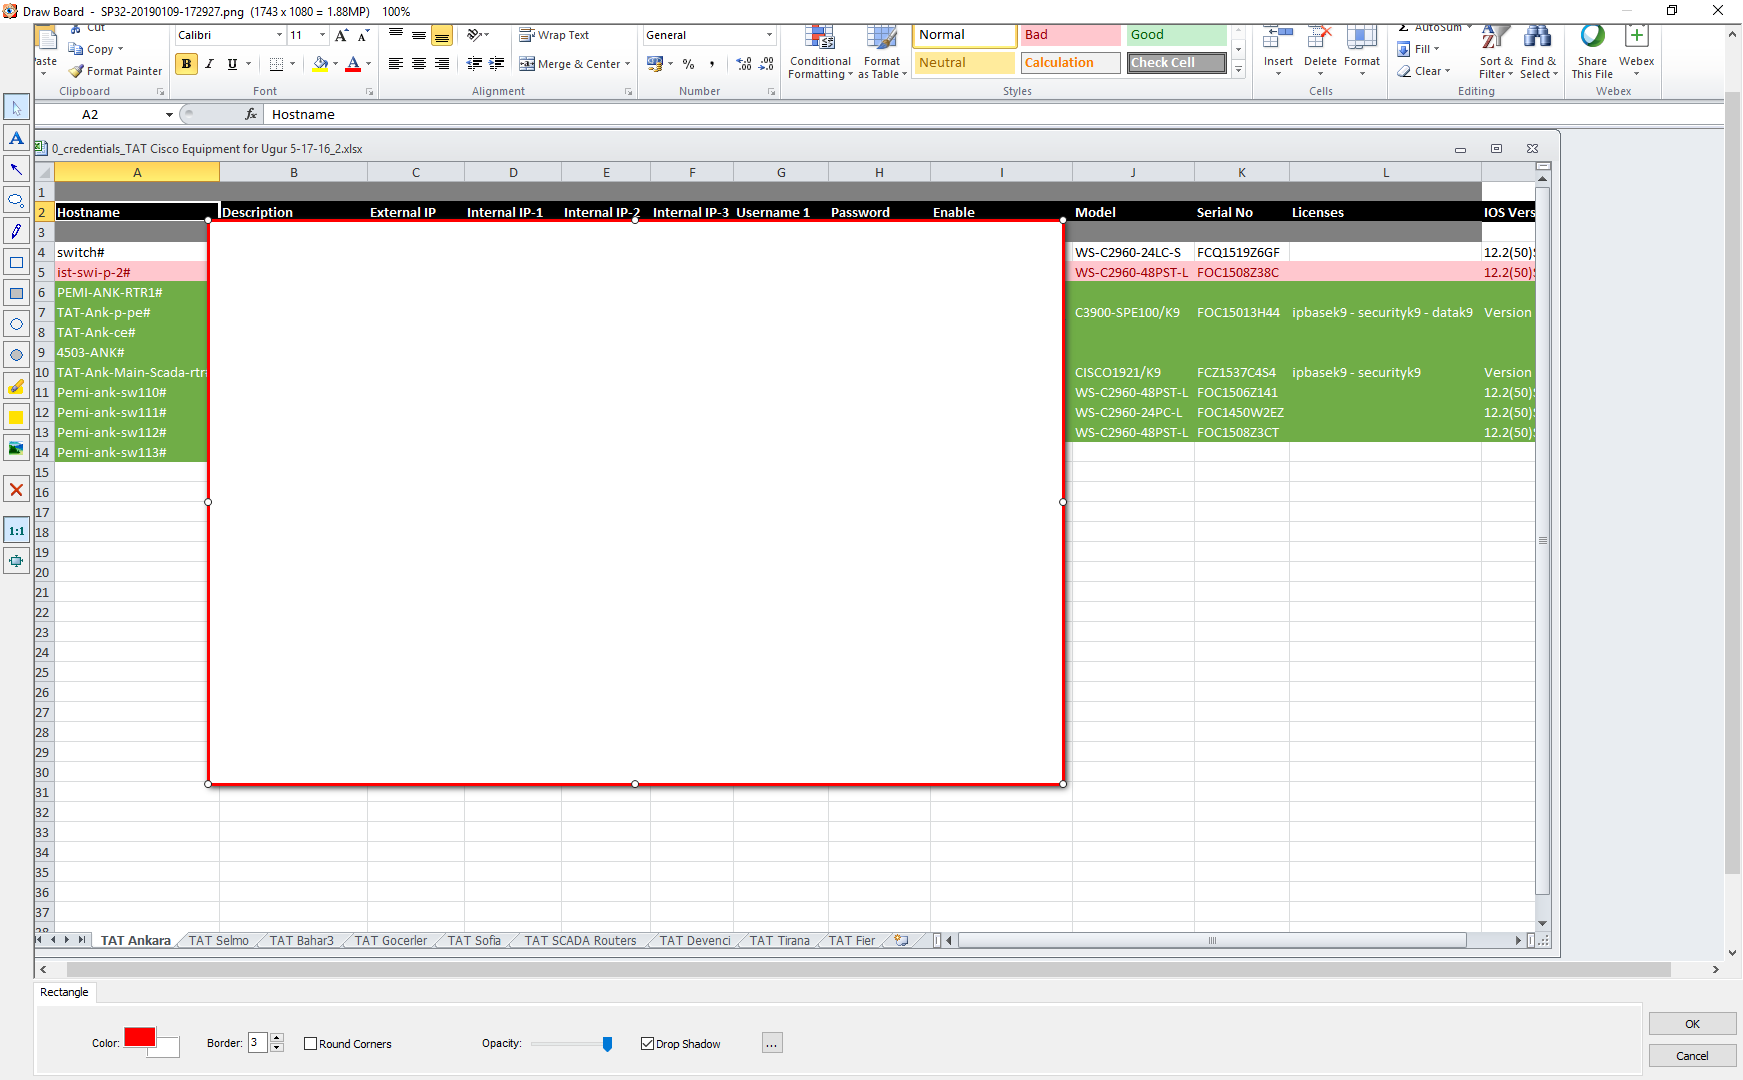 Draw Board - SP32-20190109-172927.png (1743 x 1080 = 1.88MP) 100%
Cut Calibri 11 A A Wrap Text General Normal Bad Good AutoSum
Copy Format Painter B I U A Merge & Center % , Conditional Formatting Format as Table Neutral Calculation Check Cell Insert Delete Format Fill Clear Sort & Filter Find & Select Share This File Webex
Clipboard Font Alignment Number Styles Cells Editing Webex
A2 fx Hostname
0_credentials_TAT Cisco Equipment for Ugur 5-17-16_2.xlsx
A B C D E F G H I J K L
1
2 Hostname Description External IP Internal IP-1 Internal IP-2 Internal IP-3 Username 1 Password Enable Model Serial No Licenses IOS Vers
3
4 switch# WS-C2960-24LC-S FCQ1519Z6GF 12.2(50)
5 ist-swi-p-2# WS-C2960-48PST-L FOC1508Z38C 12.2(50)
6 PEMI-ANK-RTR1#
7 TAT-Ank-p-pe# C3900-SPE100/K9 FOC15013H44 ipbasek9 - securityk9 - datak9 Version
8 TAT-Ank-ce#
9 4503-ANK#
10 TAT-Ank-Main-Scada-rtr CISCO1921/K9 FCZ1537C4S4 ipbasek9 - securityk9 Version
11 Pemi-ank-sw110# WS-C2960-48PST-L FOC1506Z141 12.2(50)
12 Pemi-ank-sw111# WS-C2960-24PC-L FOC1450W2EZ 12.2(50)
13 Pemi-ank-sw112# WS-C2960-48PST-L FOC1508Z3CT 12.2(50)
14 Pemi-ank-sw113#
15
16
17
18
19
20
21
22
23
24
25
26
27
28
29
30
31
32
33
34
35
36
37
TAT Ankara TAT Selmo TAT Bahar3 TAT Gocerler TAT Sofia TAT SCADA Routers TAT Devenci TAT Tirana TAT Fier
1:1
Rectangle
Color: Border: 3 Round Corners Opacity: Drop Shadow ... OK
Cancel